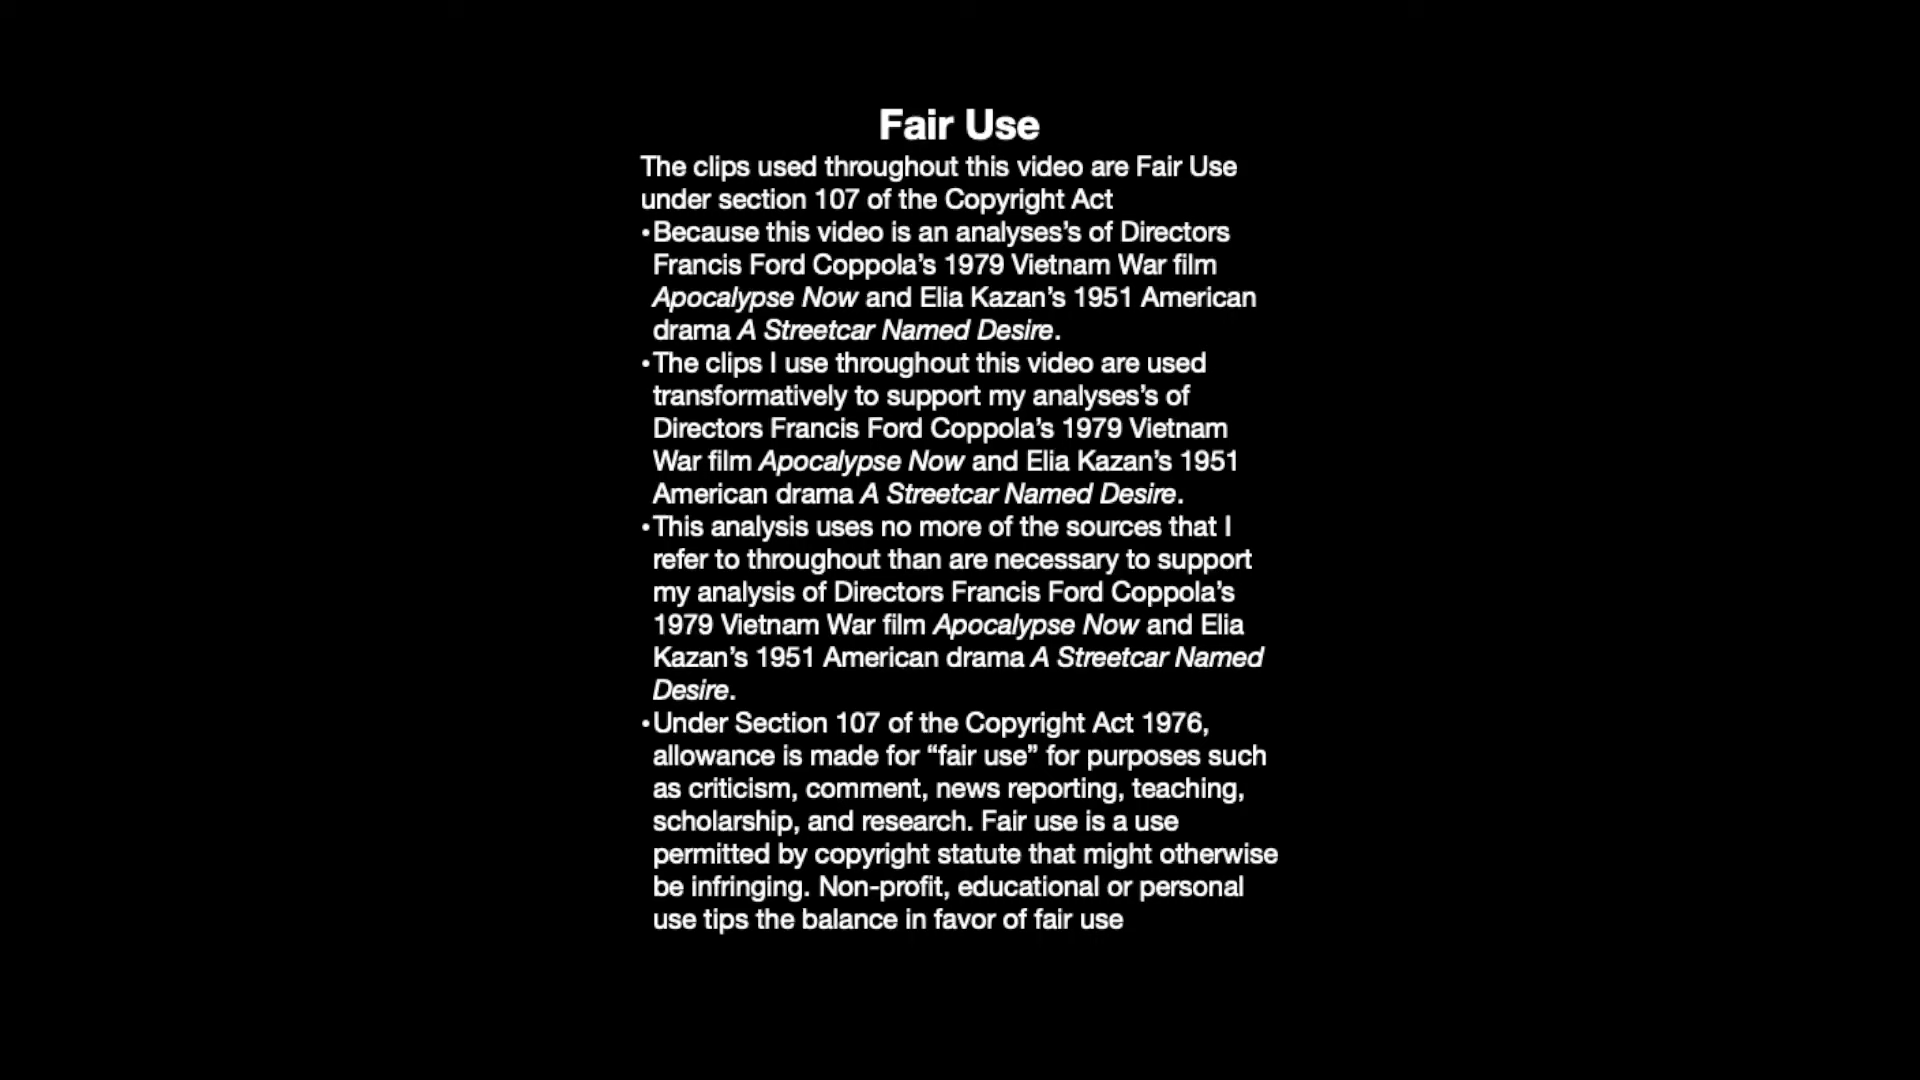 Fair Use
The clips used throughout this video are Fair Use
under section 107 of the Copyright Act
•Because this video is an analyses’s of Directors
Francis Ford Coppola’s 1979 Vietnam War film
Apocalypse Now and Elia Kazan’s 1951 American
drama A Streetcar Named Desire.
•The clips I use throughout this video are used
transformatively to support my analyses’s of
Directors Francis Ford Coppola’s 1979 Vietnam
War film Apocalypse Now and Elia Kazan’s 1951
American drama A Streetcar Named Desire.
•This analysis uses no more of the sources that I
refer to throughout than are necessary to support
my analysis of Directors Francis Ford Coppola’s
1979 Vietnam War film Apocalypse Now and Elia
Kazan’s 1951 American drama A Streetcar Named
Desire.
•Under Section 107 of the Copyright Act 1976,
allowance is made for “fair use” for purposes such
as criticism, comment, news reporting, teaching,
scholarship, and research. Fair use is a use
permitted by copyright statute that might otherwise
be infringing. Non-profit, educational or personal
use tips the balance in favor of fair use